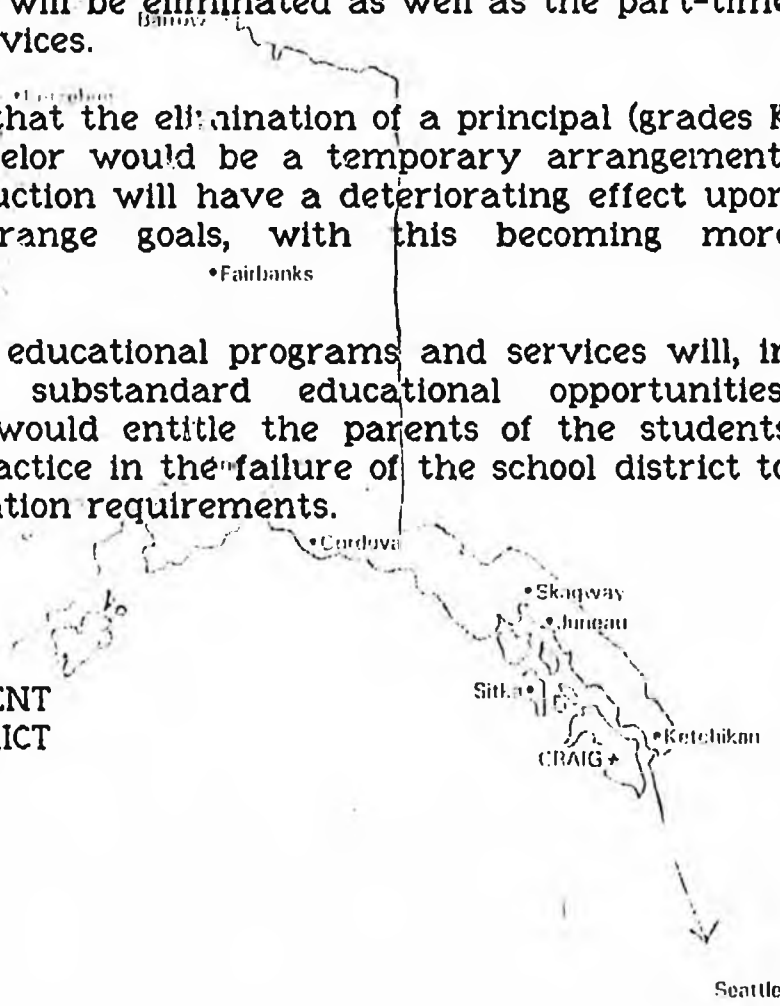 will be eliminated as well as the part-time
Barrow
vices.
that the elimination of a principal (grades K
elor would be a temporary arrangement
uction will have a deteriorating effect upon
range goals, with this becoming more
•Fairbanks
educational programs and services will, in
substandard educational opportunities
would entitle the parents of the students
actice in the failure of the school district to
ation requirements.
•Cordova
•Skagway
•Juneau
ENT
Sitka•
RICT
•Ketchikan
CRAIG
Seattle